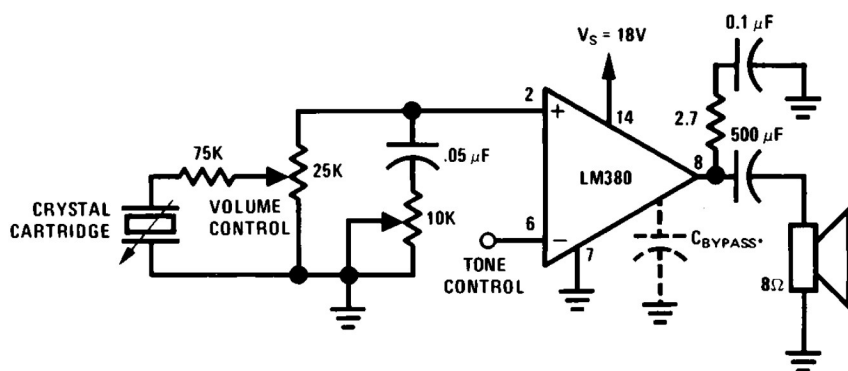 0.1 μF
V_S = 18V
2
14
+
2.7
500 μF
75K
25K
.05 μF
LM380
8
CRYSTAL
CARTRIDGE
VOLUME
CONTROL
10K
6
−
TONE
CONTROL
7
C_BYPASS*
8Ω